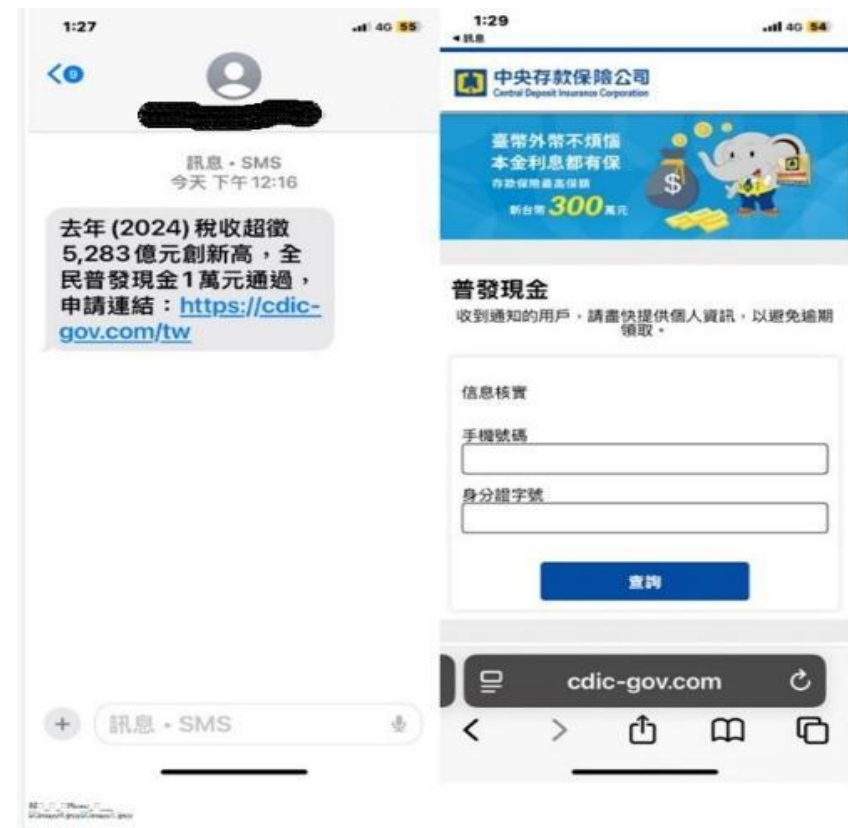 1:27
4G 55
9
訊息・SMS
今天 下午 12:16
去年 (2024) 稅收超徵
5,283 億元創新高，全
民普發現金 1 萬元通過，
申請連結：https://cdic-
gov.com/tw
訊息・SMS
1:29
4G 54
訊息
中央存款保險公司
Central Deposit Insurance Corporation
臺幣外幣不煩惱
本金利息都有保
存款保險最高保額
新台幣300萬元
$
普發現金
收到通知的用戶，請盡快提供個人資訊，以避免逾期
領取。
信息核實
手機號碼
身分證字號
查詢
cdic-gov.com